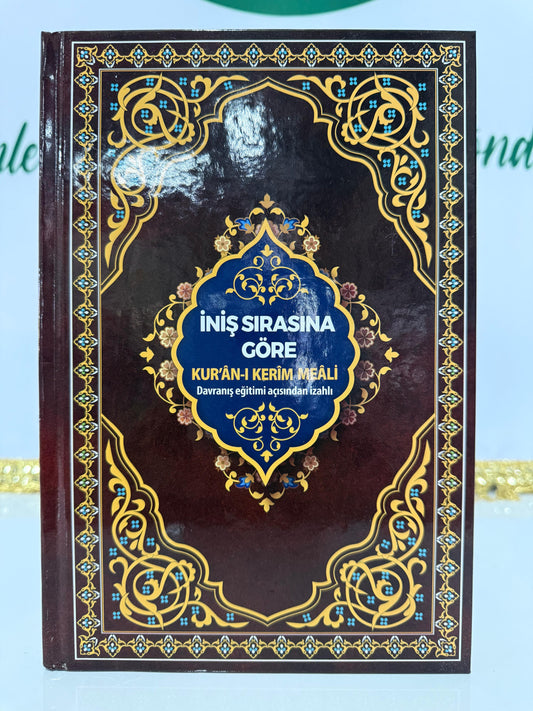 İNİŞ SIRASINA
GÖRE
KUR'ÂN-I KERİM MEÂLİ
Davranış eğitimi açısından izahlı